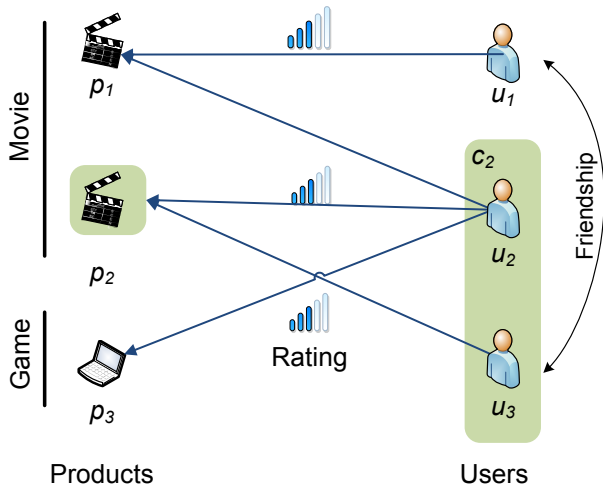 Movie
p1
u1
c2
Friendship
u2
p2
Game
Rating
p3
u3
Products
Users